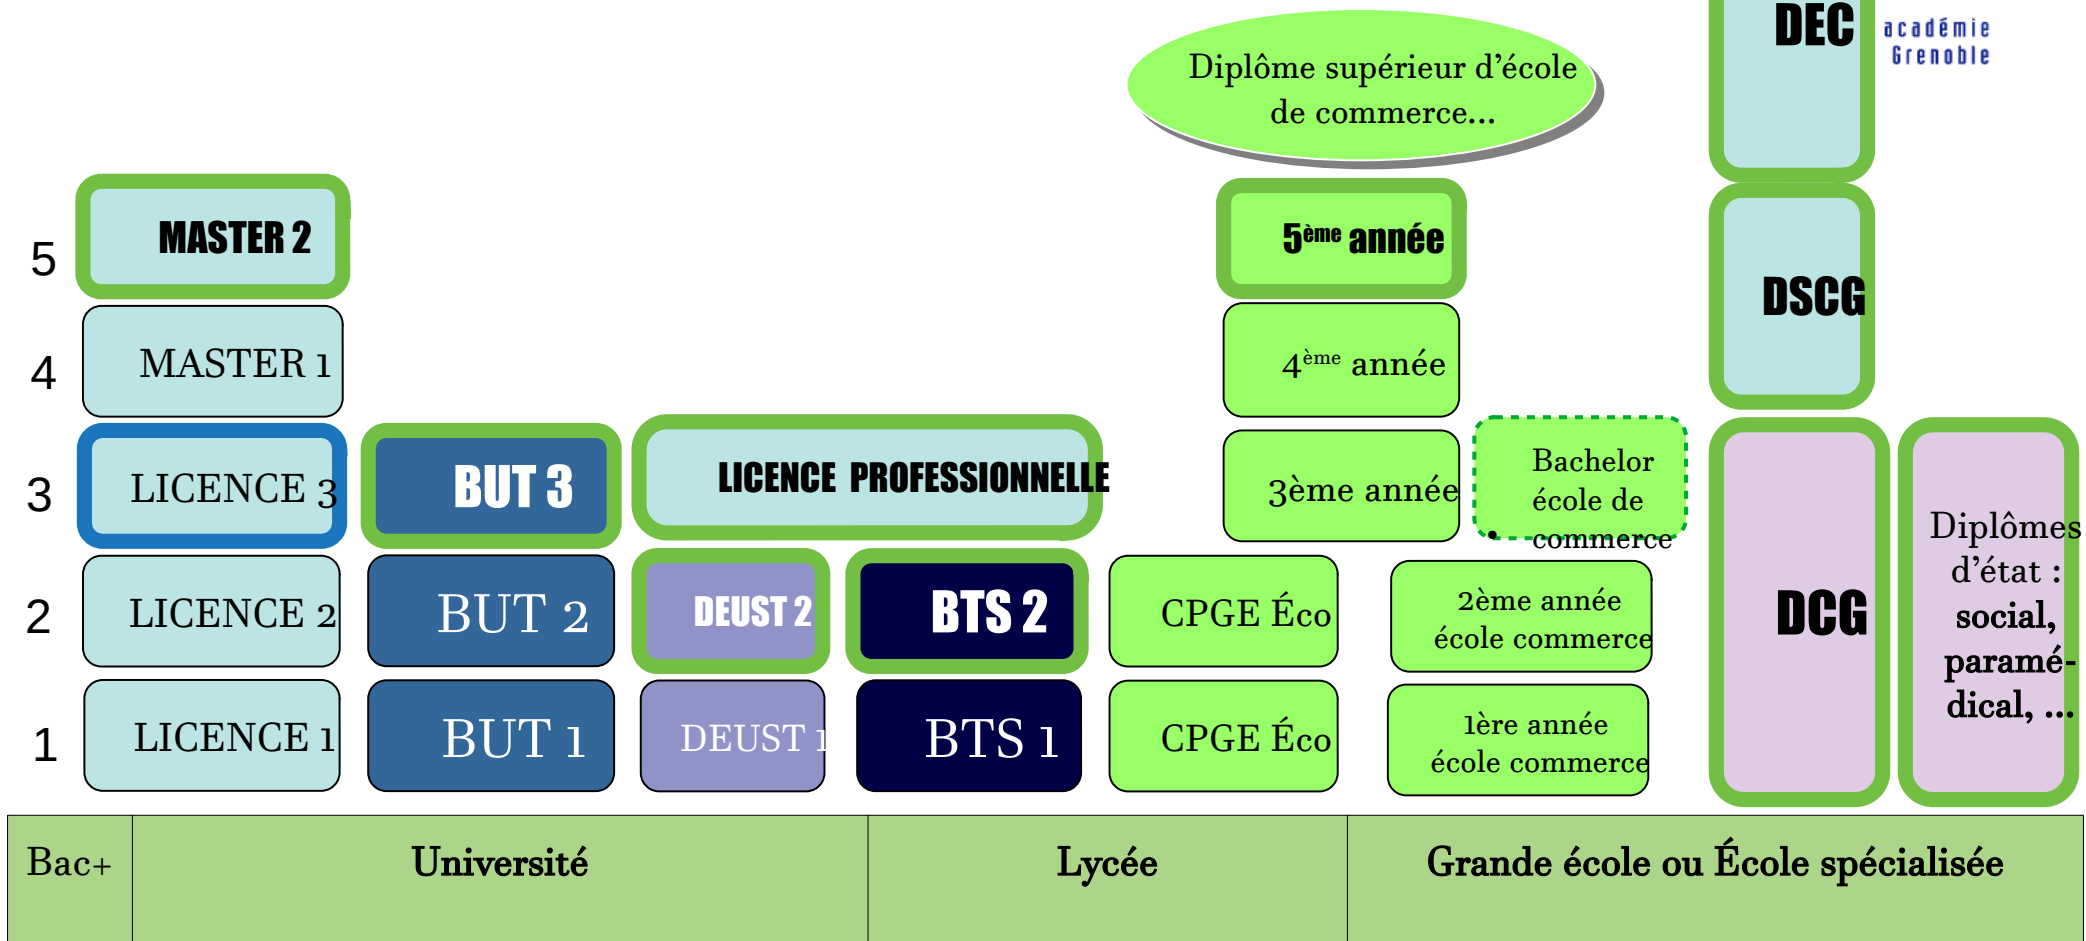 DEC
académie
Grenoble
Diplôme supérieur d'école
de commerce...
5
MASTER 2
5ème année
DSCG
4
MASTER 1
4ème année
3
LICENCE 3
BUT 3
LICENCE PROFESSIONNELLE
3ème année
Bachelor
école de
• commerce
Diplômes
d'état :
social,
paramé-
dical, ...
2
LICENCE 2
BUT 2
DEUST 2
BTS 2
CPGE Éco
2ème année
école commerce
DCG
1
LICENCE 1
BUT 1
DEUST 1
BTS 1
CPGE Éco
1ère année
école commerce
Bac+
Université
Lycée
Grande école ou École spécialisée